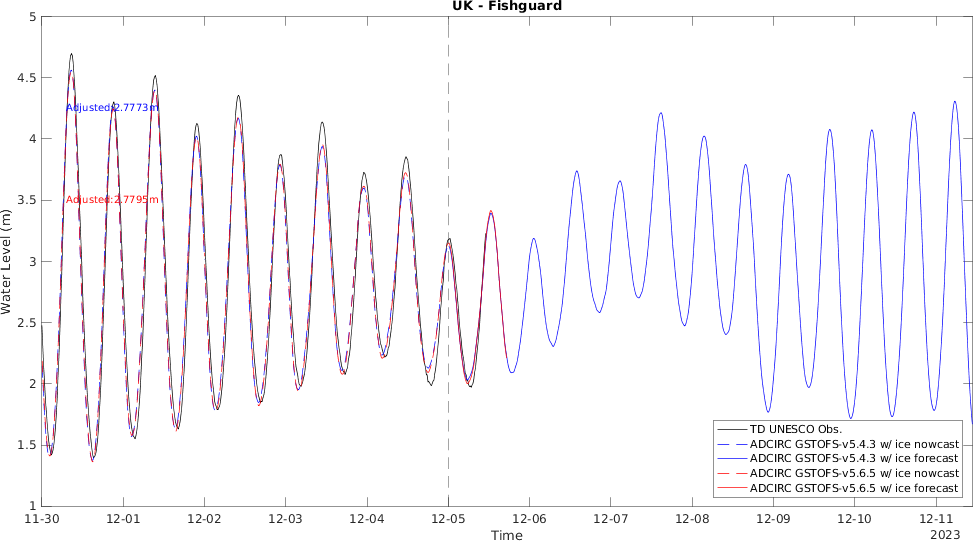 UK - Fishguard
5
4.5
Adjusted:2.7773m
4
3.5
Adjusted:2.7795m
3
2.5
2
1.5
1
Water Level (m)
TD UNESCO Obs.
ADCIRC GSTOFS-v5.4.3 w/ ice nowcast
ADCIRC GSTOFS-v5.4.3 w/ ice forecast
ADCIRC GSTOFS-v5.6.5 w/ ice nowcast
ADCIRC GSTOFS-v5.6.5 w/ ice forecast
11-30 12-01 12-02 12-03 12-04 12-05 12-06 12-07 12-08 12-09 12-10 12-11
Time
2023